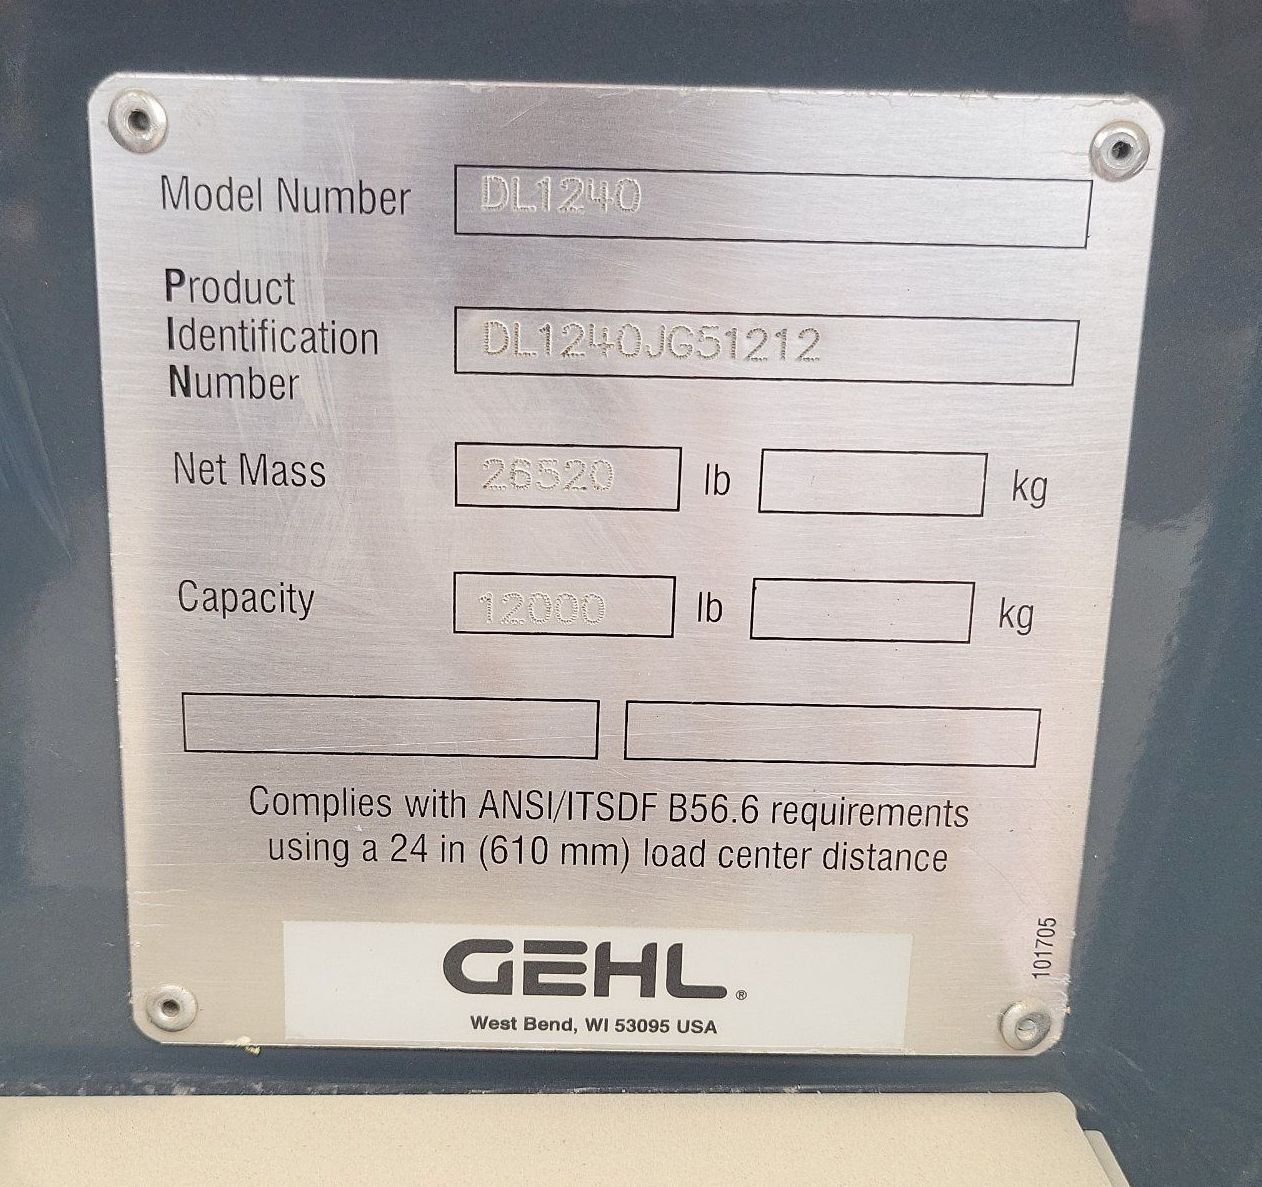 Model Number DL1240
Product
Identification
Number DL1240JG51212
Net Mass 26520 lb kg
Capacity 12000 lb kg
Complies with ANSI/ITSDF B56.6 requirements
using a 24 in (610 mm) load center distance
101705
GEHL®
West Bend, WI 53095 USA